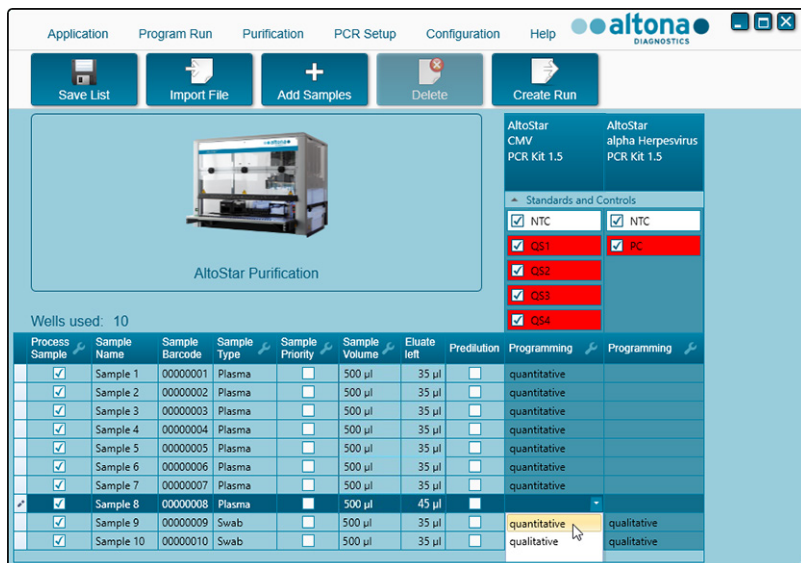 Application Program Run Purification PCR Setup Configuration Help altona
DIAGNOSTICS
Save List Import File Add Samples Delete Create Run
AltoStar CMV PCR Kit 1.5
AltoStar alpha Herpesvirus PCR Kit 1.5
Standards and Controls
NTC NTC
QS1 PC
QS2
QS3
QS4
AltoStar Purification
Wells used: 10
Process Sample Sample Name Sample Barcode Sample Type Sample Priority Sample Volume Eluate left Predilution Programming Programming
Sample 1 00000001 Plasma 500 µl 35 µl quantitative
Sample 2 00000002 Plasma 500 µl 35 µl quantitative
Sample 3 00000003 Plasma 500 µl 35 µl quantitative
Sample 4 00000004 Plasma 500 µl 35 µl quantitative
Sample 5 00000005 Plasma 500 µl 35 µl quantitative
Sample 6 00000006 Plasma 500 µl 35 µl quantitative
Sample 7 00000007 Plasma 500 µl 35 µl quantitative
Sample 8 00000008 Plasma 500 µl 45 µl
Sample 9 00000009 Swab 500 µl 35 µl quantitative qualitative
Sample 10 00000010 Swab 500 µl 35 µl qualitative qualitative